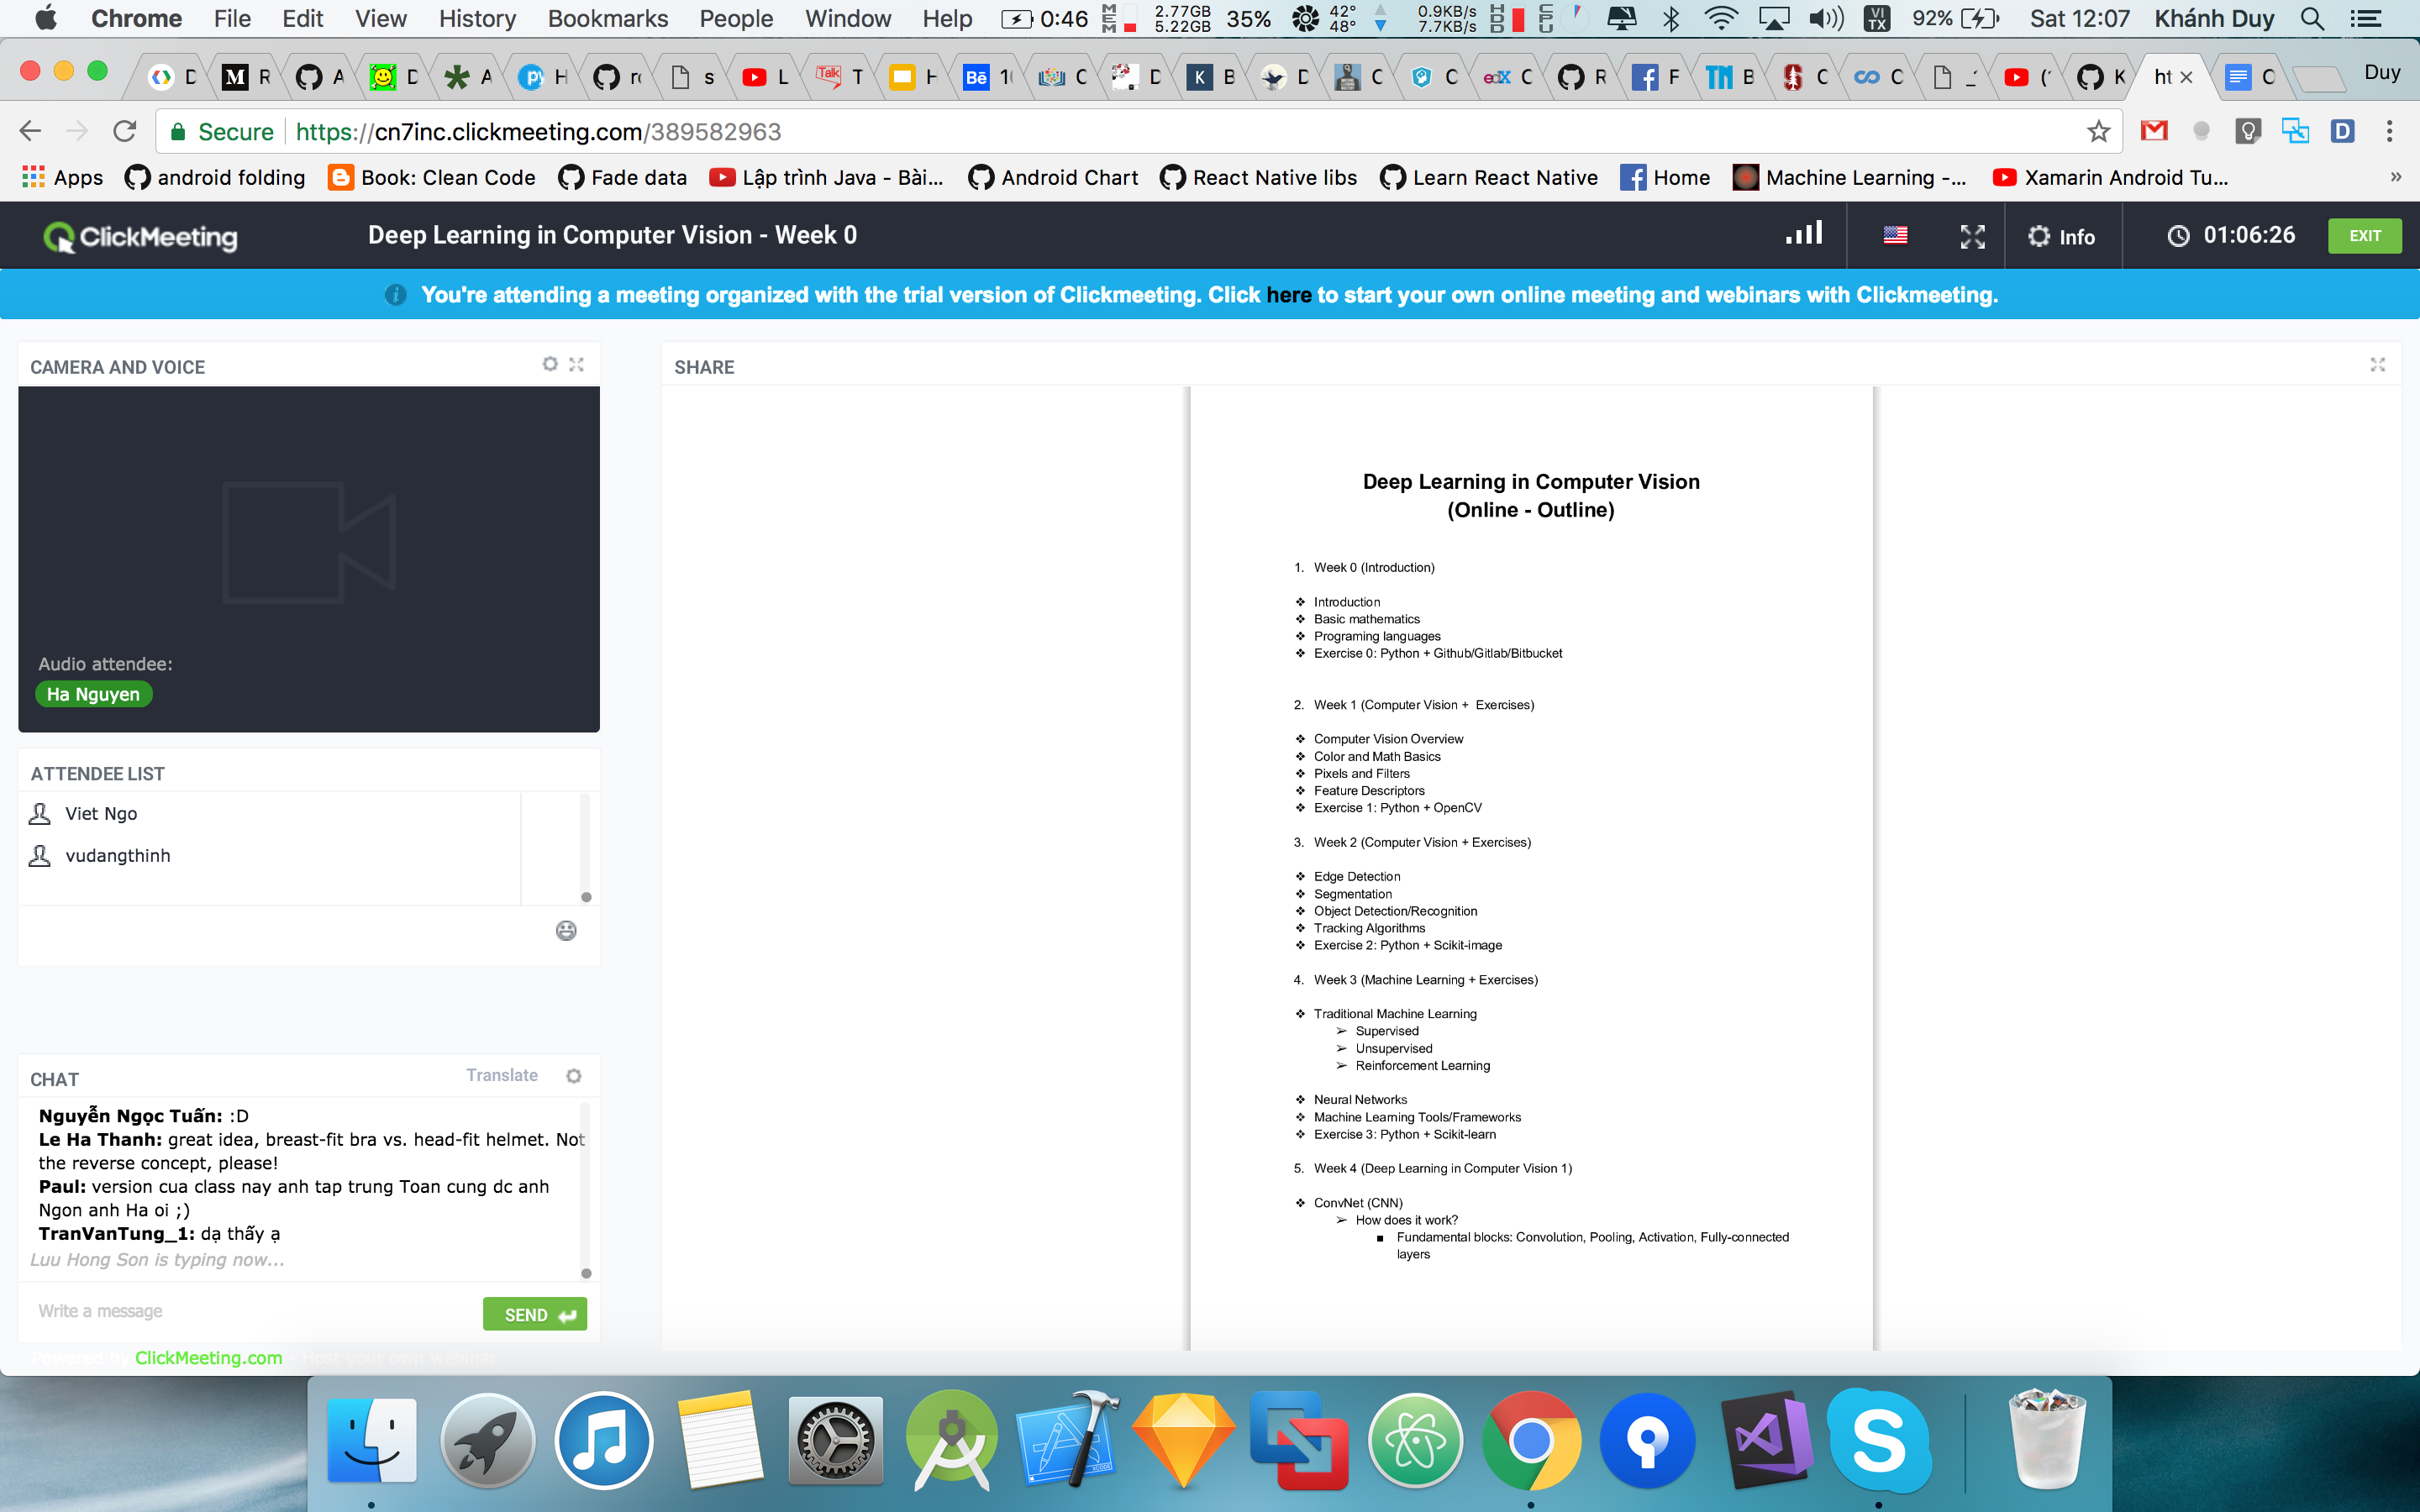 Chrome File Edit View History Bookmarks People Window Help 0:46 MEM 2.77GB 5.22GB 35% 42° 48° 0.9KB/s 7.7KB/s HDD CPU VI TX 92% Sat 12:07 Khánh Duy
D M R A D A H r s L Talk T H Bē 1 C D K B D C C edX C R F TN B C C _ ( K ht C Duy
Secure https://cn7inc.clickmeeting.com/389582963
Apps android folding Book: Clean Code Fade data Lập trình Java - Bài... Android Chart React Native libs Learn React Native Home Machine Learning -... Xamarin Android Tu... »
ClickMeeting Deep Learning in Computer Vision - Week 0 Info 01:06:26 EXIT
You're attending a meeting organized with the trial version of Clickmeeting. Click here to start your own online meeting and webinars with Clickmeeting.
CAMERA AND VOICE
Audio attendee:
Ha Nguyen
ATTENDEE LIST
Viet Ngo
vudangthinh
CHAT Translate
Nguyễn Ngọc Tuấn: :D
Le Ha Thanh: great idea, breast-fit bra vs. head-fit helmet. Not
the reverse concept, please!
Paul: version cua class nay anh tap trung Toan cung dc anh
Ngon anh Ha oi ;)
TranVanTung_1: dạ thấy ạ
Luu Hong Son is typing now...
Write a message SEND
Powered by ClickMeeting.com
SHARE
Deep Learning in Computer Vision
(Online - Outline)
1. Week 0 (Introduction)
❖ Introduction
❖ Basic mathematics
❖ Programing languages
❖ Exercise 0: Python + Github/Gitlab/Bitbucket
2. Week 1 (Computer Vision + Exercises)
❖ Computer Vision Overview
❖ Color and Math Basics
❖ Pixels and Filters
❖ Feature Descriptors
❖ Exercise 1: Python + OpenCV
3. Week 2 (Computer Vision + Exercises)
❖ Edge Detection
❖ Segmentation
❖ Object Detection/Recognition
❖ Tracking Algorithms
❖ Exercise 2: Python + Scikit-image
4. Week 3 (Machine Learning + Exercises)
❖ Traditional Machine Learning
➢ Supervised
➢ Unsupervised
➢ Reinforcement Learning
❖ Neural Networks
❖ Machine Learning Tools/Frameworks
❖ Exercise 3: Python + Scikit-learn
5. Week 4 (Deep Learning in Computer Vision 1)
❖ ConvNet (CNN)
➢ How does it work?
■ Fundamental blocks: Convolution, Pooling, Activation, Fully-connected
layers